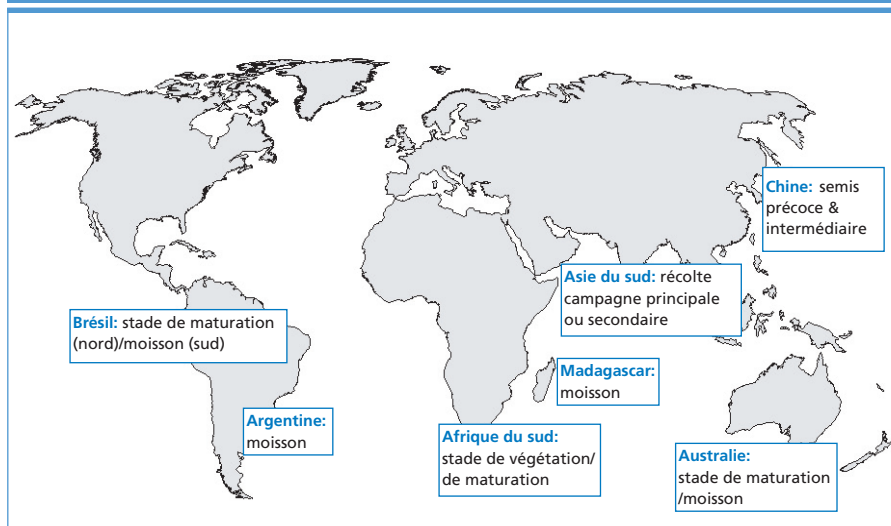 Chine: semis
précoce &
intermédiaire
Asie du sud: récolte
campagne principale
ou secondaire
Brésil: stade de maturation
(nord)/moisson (sud)
Madagascar:
moisson
Argentine:
moisson
Afrique du sud:
stade de végétation/
de maturation
Australie:
stade de maturation
/moisson